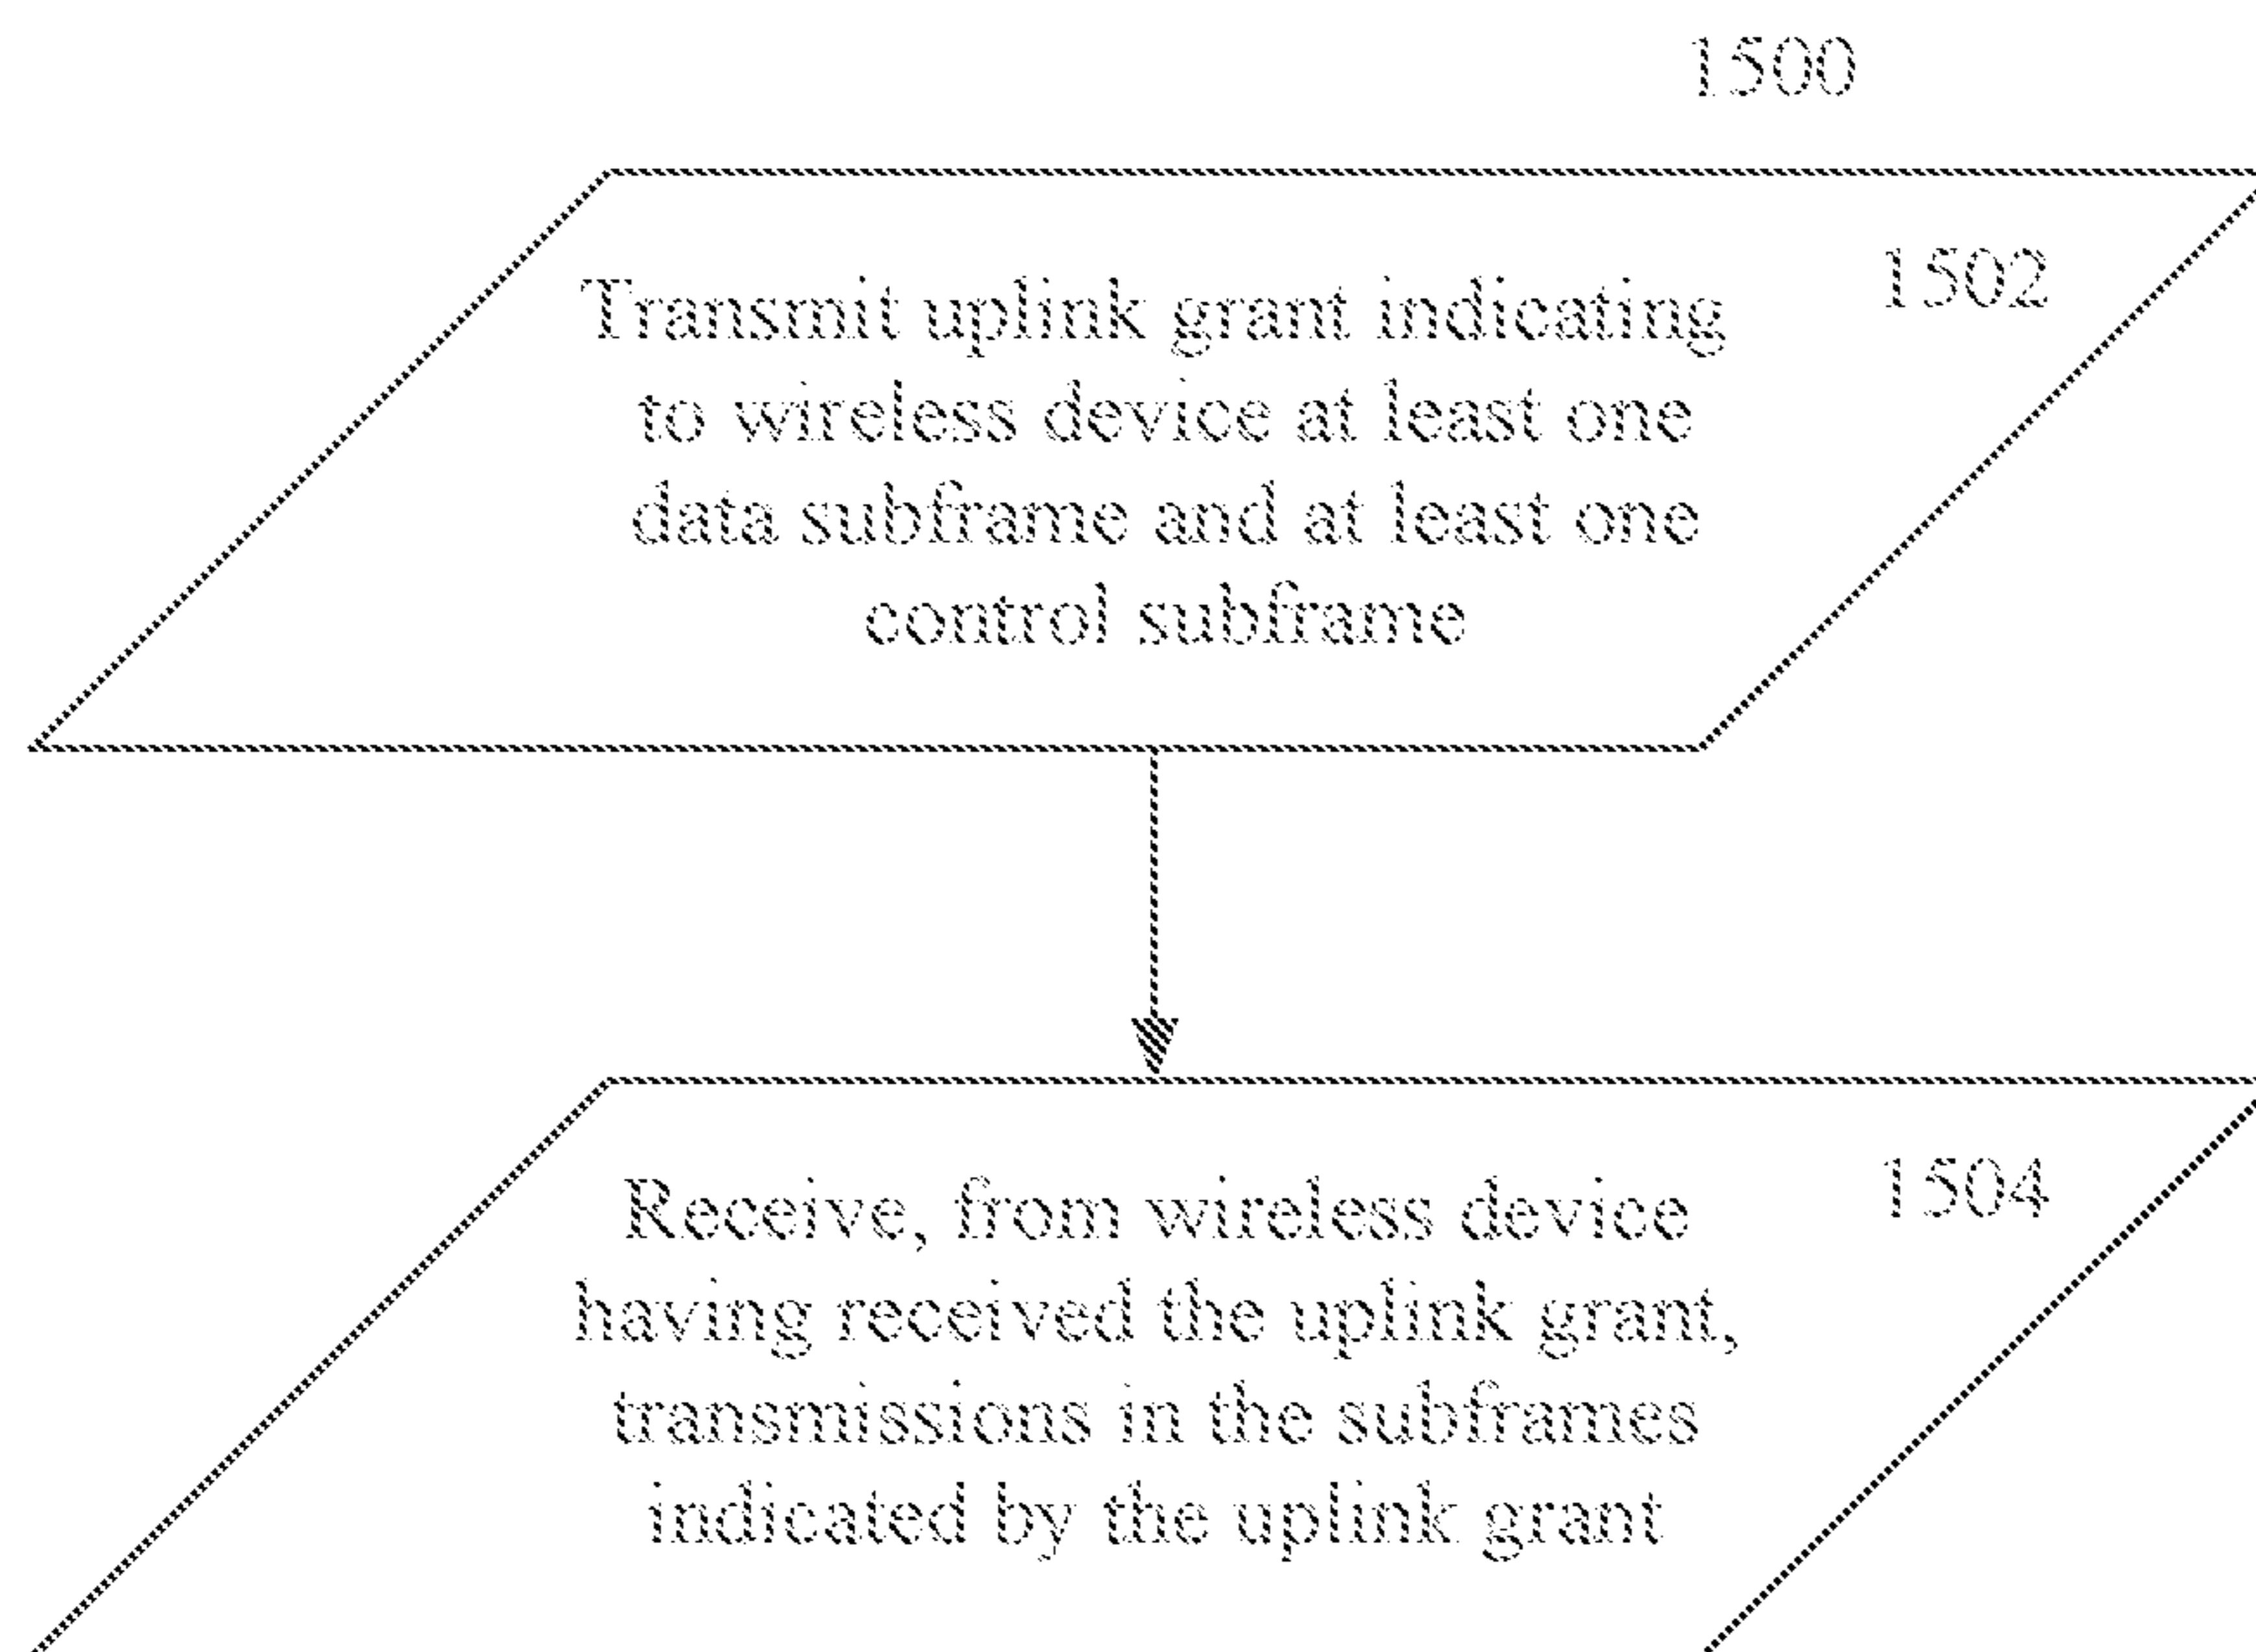 1500
1502
Transmit uplink grant indicating
to wireless device at least one
data subframe and at least one
control subframe
1504
Receive, from wireless device
having received the uplink grant,
transmissions in the subframes
indicated by the uplink grant